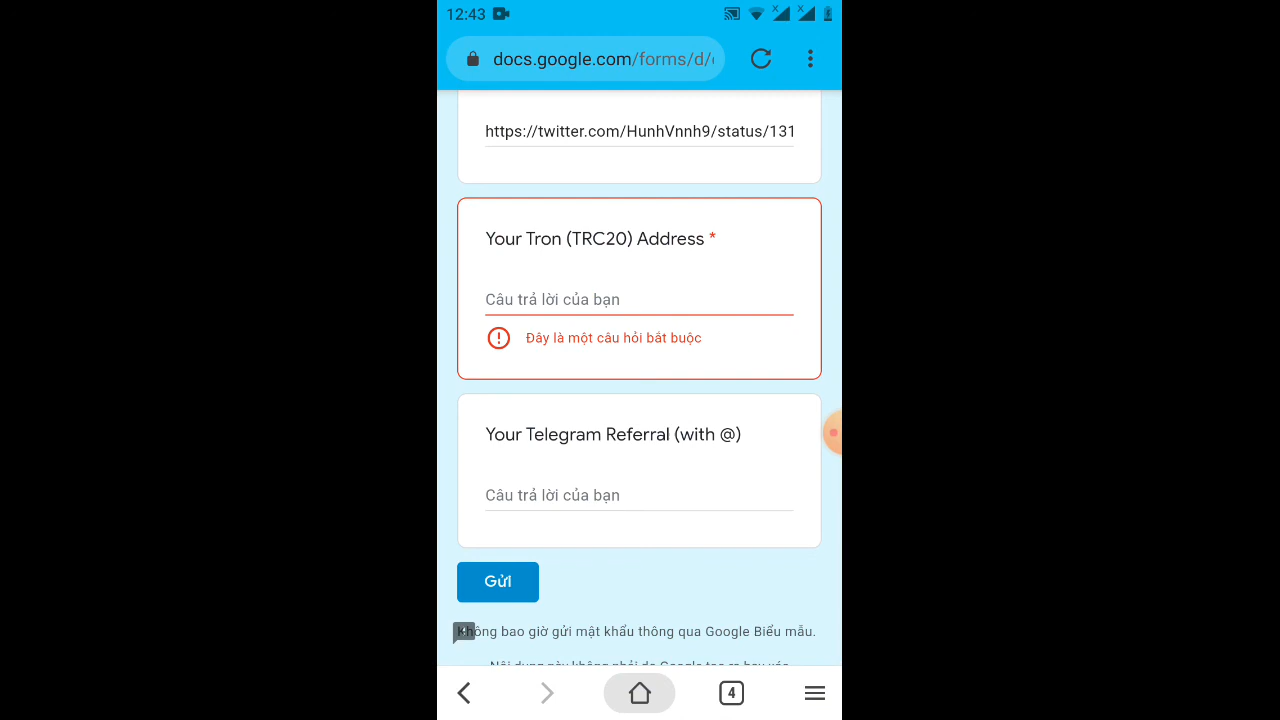 12:43
docs.google.com/forms/d/
https://twitter.com/HunhVnnh9/status/131
Your Tron (TRC20) Address *
Câu trả lời của bạn
Đây là một câu hỏi bắt buộc
Your Telegram Referral (with @)
Câu trả lời của bạn
Gửi
Không bao giờ gửi mật khẩu thông qua Google Biểu mẫu.
4